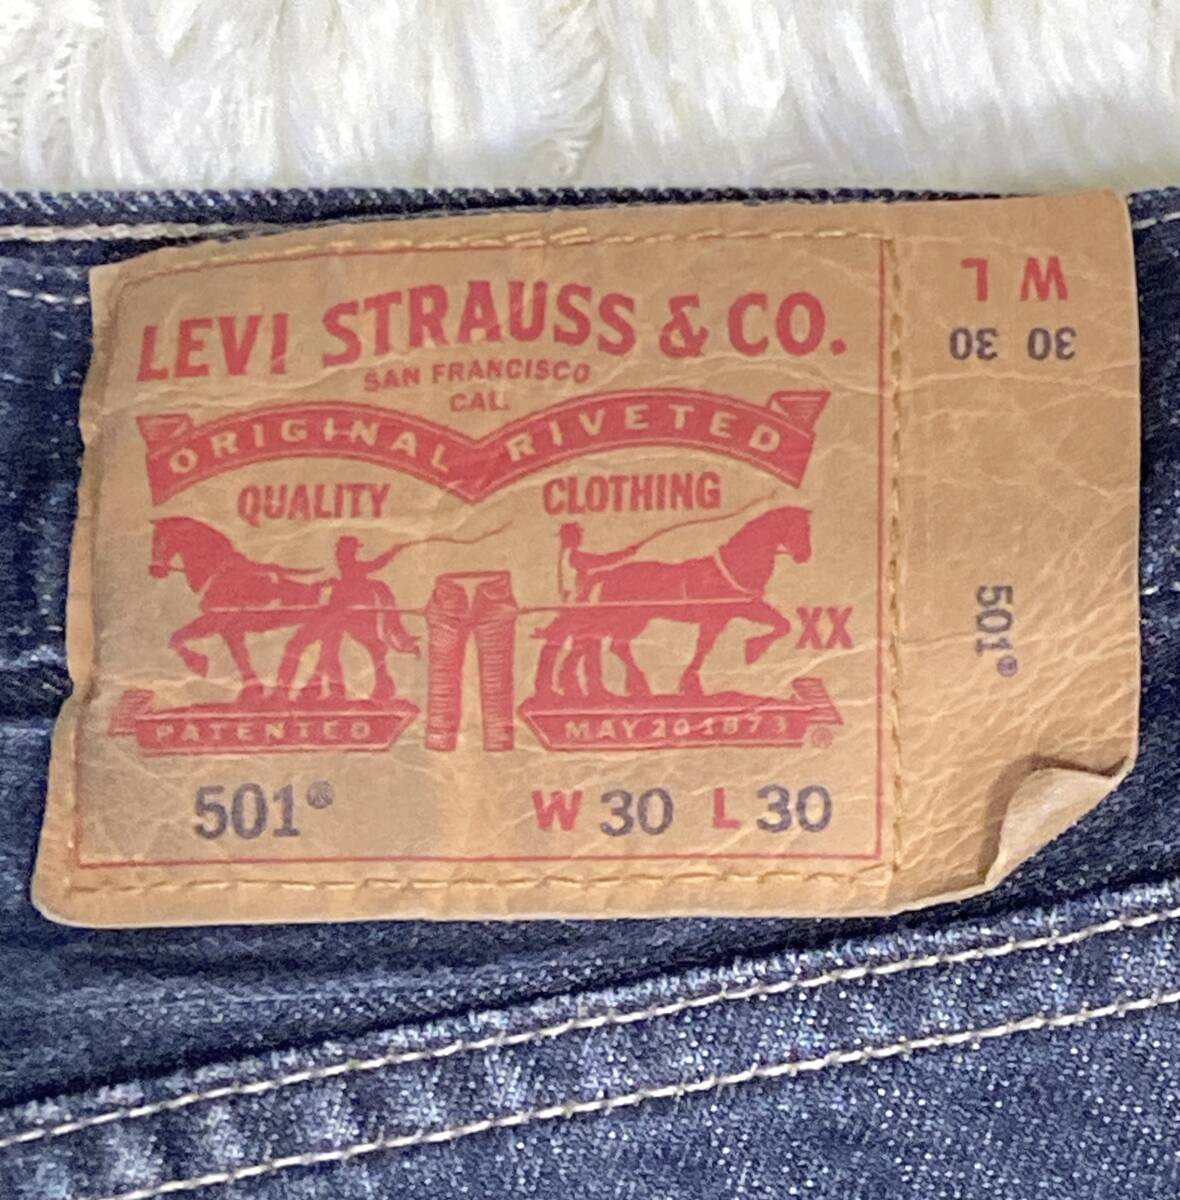 LEVI STRAUSS & CO.
SAN FRANCISCO
CAL.
ORIGINAL RIVETED
QUALITY CLOTHING
XX
PATENTED MAY 20 1873 ®
501® W 30 L 30
W L
30 30
501®